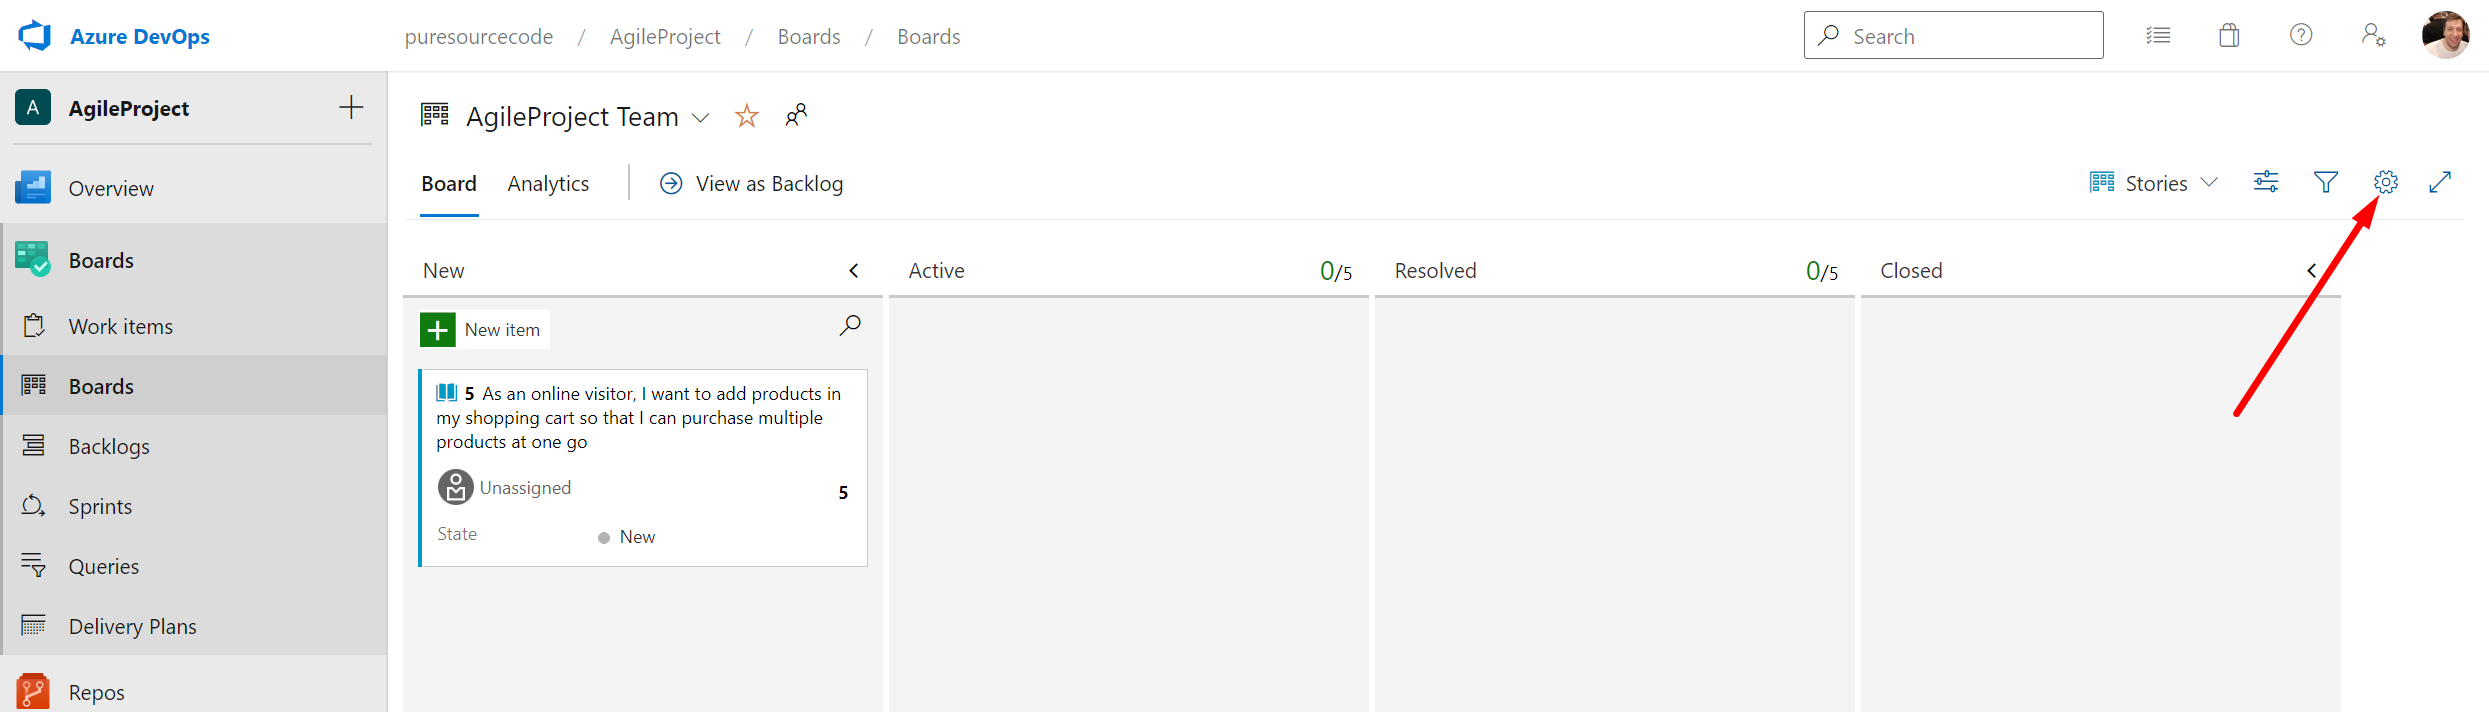 Azure DevOps
puresourcecode / AgileProject / Boards / Boards
Search
A AgileProject
Overview
Boards
Work items
Boards
Backlogs
Sprints
Queries
Delivery Plans
Repos
AgileProject Team
Board Analytics View as Backlog
Stories
New
Active 0/5
Resolved 0/5
Closed
New item
5 As an online visitor, I want to add products in
my shopping cart so that I can purchase multiple
products at one go
Unassigned 5
State New